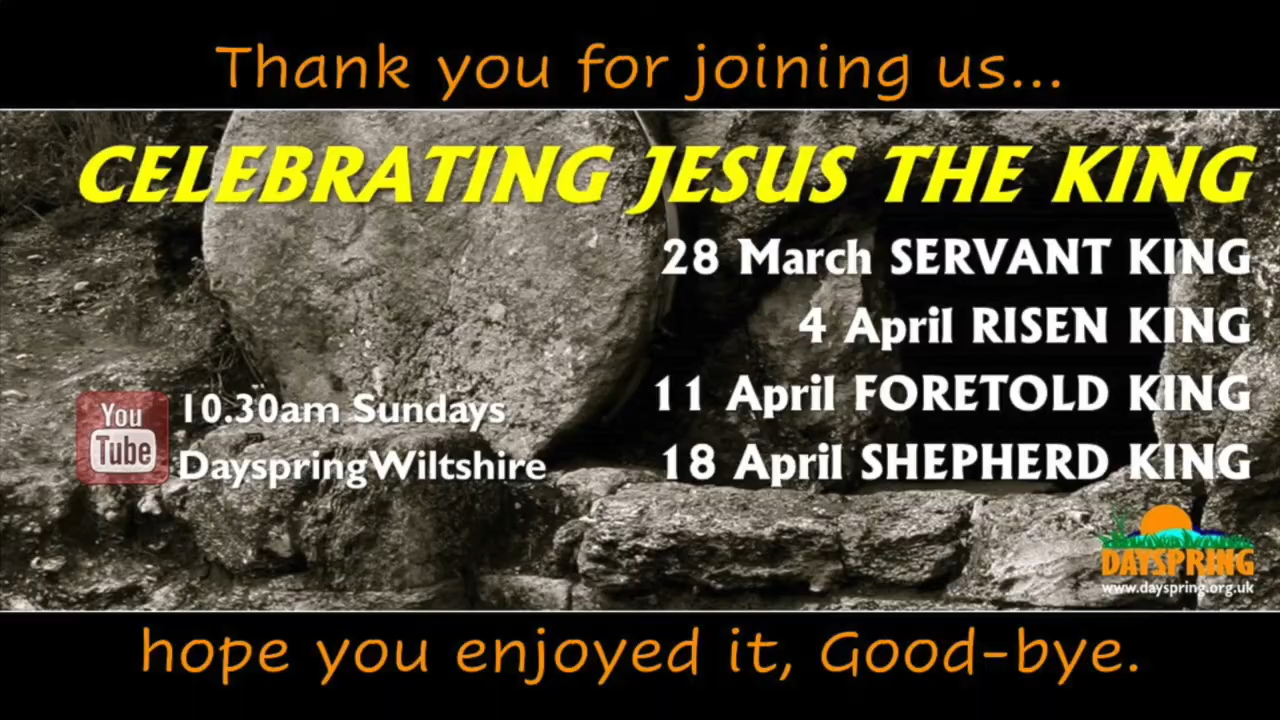 Thank you for joining us...
CELEBRATING JESUS THE KING
28 March SERVANT KING
4 April RISEN KING
11 April FORETOLD KING
18 April SHEPHERD KING
You
Tube
10.30am Sundays
DayspringWiltshire
DAYSPRING
www.dayspring.org.uk
hope you enjoyed it, Good-bye.